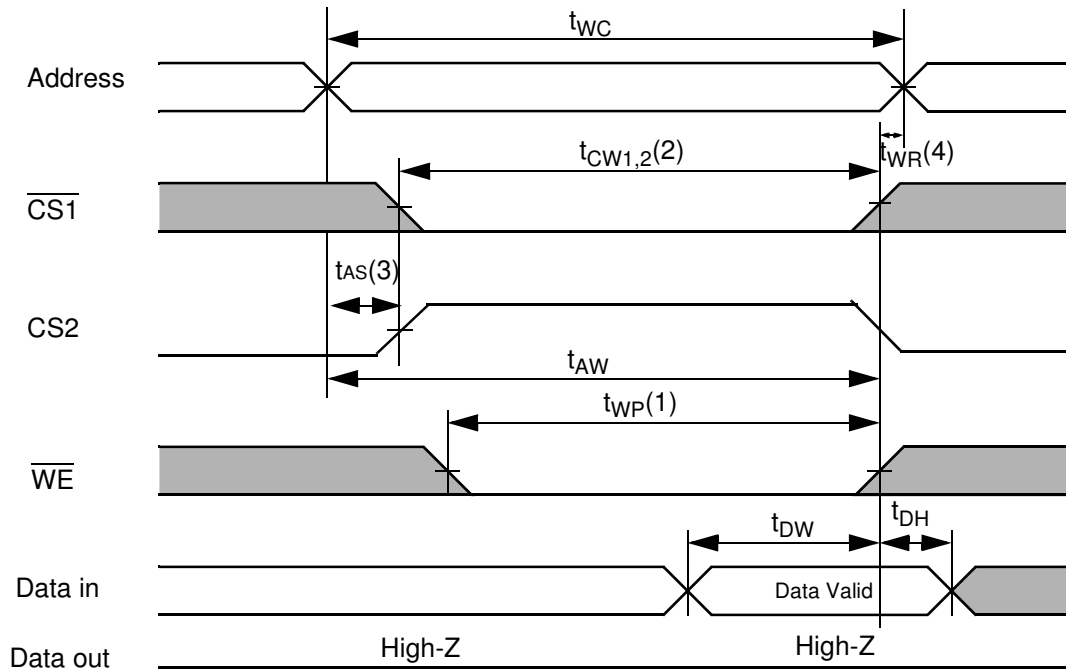 tWC
Address
tCW1,2(2)
tWR(4)
CS1
tAS(3)
CS2
tAW
tWP(1)
WE
tDW
tDH
Data in
Data Valid
Data out
High-Z
High-Z